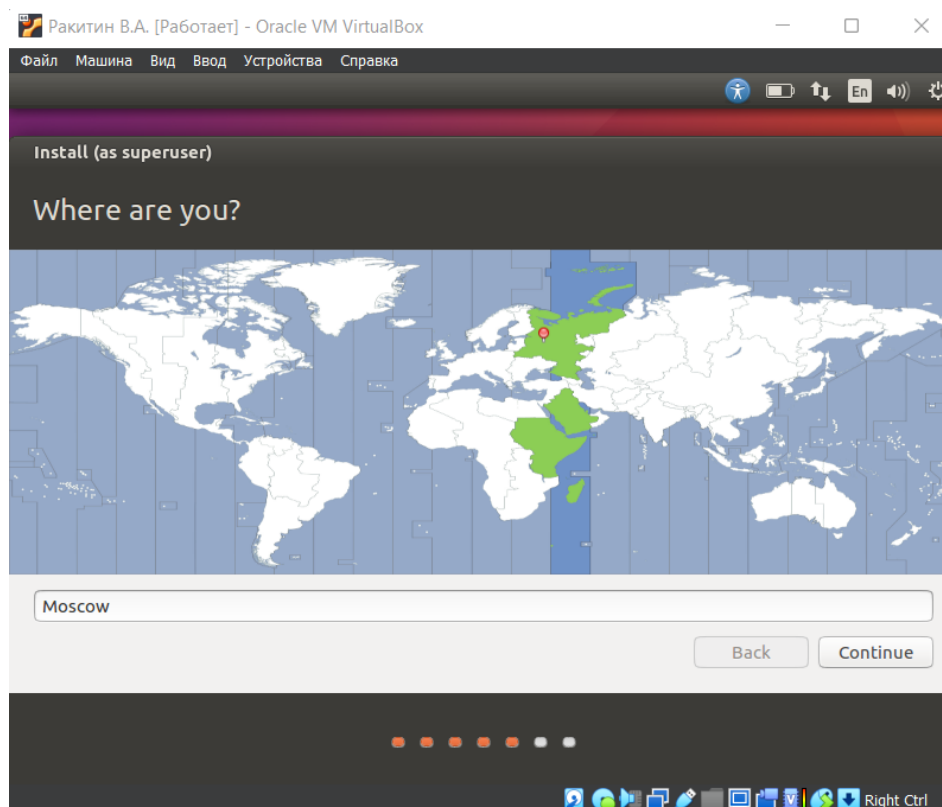 Ракитин В.А. [Работает] - Oracle VM VirtualBox
Файл Машина Вид Ввод Устройства Справка
En
Install (as superuser)
Where are you?
Moscow
Back Continue
Right Ctrl